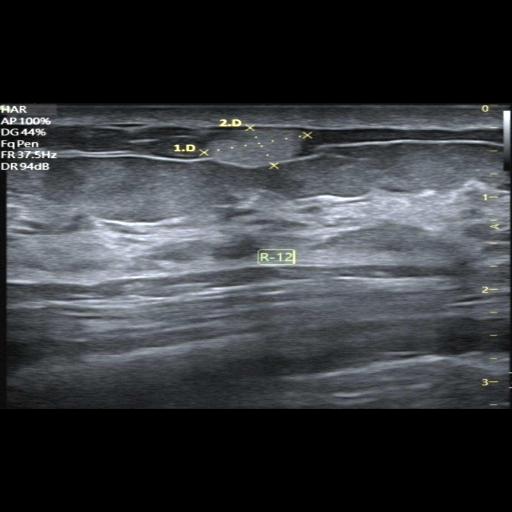 HAR
AP 100%
DG 44%
Fq Pen
FR 37.5Hz
DR 94dB
2.D
1.D
R-12
0
1
2
3